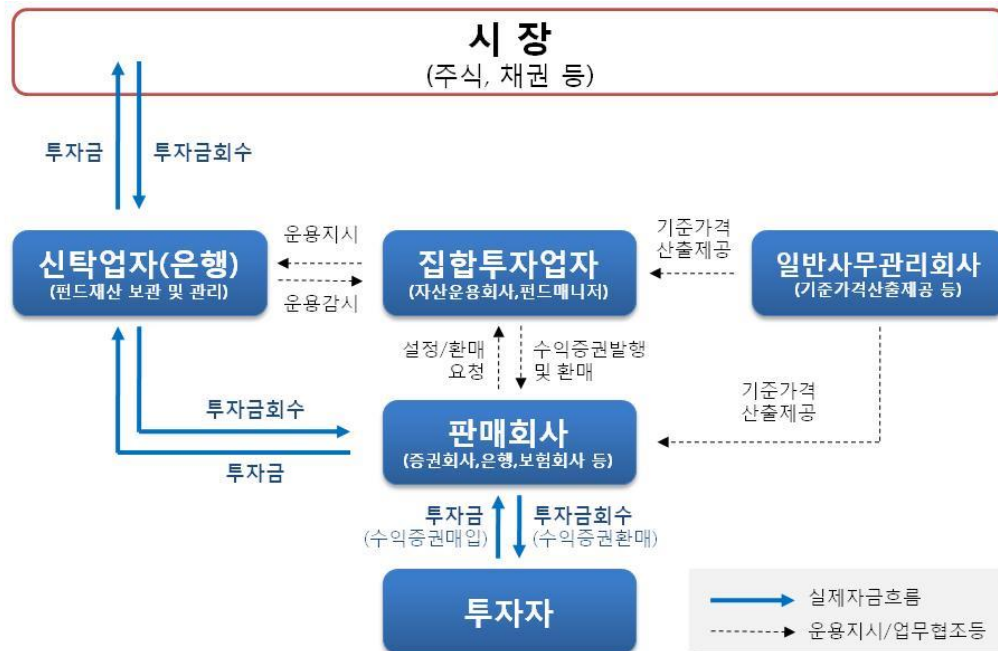 시 장
(주식, 채권 등)
투자금
투자금회수
신탁업자(은행)
(펀드재산 보관 및 관리)
운용지시
운용감시
집합투자업자
(자산운용회사,펀드매니저)
기준가격
산출제공
일반사무관리회사
(기준가격산출제공 등)
설정/환매
요청
수익증권발행
및 환매
기준가격
산출제공
투자금회수
투자금
판매회사
(증권회사,은행,보험회사 등)
투자금
(수익증권매입)
투자금회수
(수익증권환매)
투자자
실제자금흐름
운용지시/업무협조등